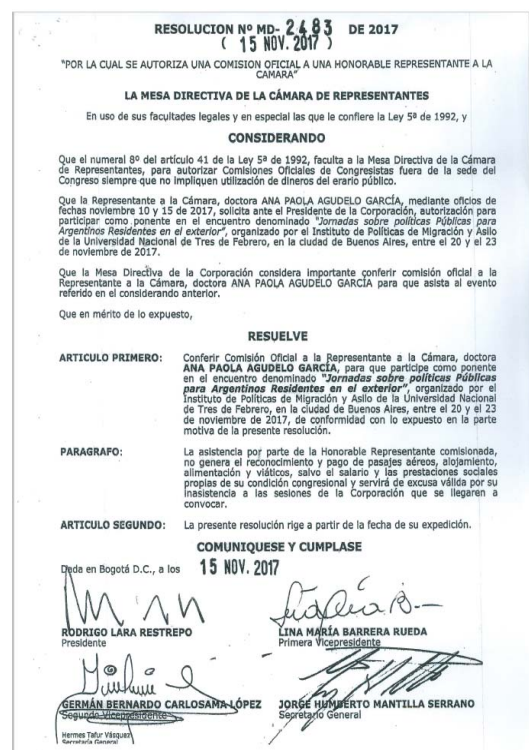 RESOLUCION Nº MD- 2483 DE 2017
( 15 NOV. 2017 )
"POR LA CUAL SE AUTORIZA UNA COMISION OFICIAL A UNA HONORABLE REPRESENTANTE A LA
CAMARA"
LA MESA DIRECTIVA DE LA CÁMARA DE REPRESENTANTES
En uso de sus facultades legales y en especial las que le confiere la Ley 5ª de 1992, y
CONSIDERANDO
Que el numeral 8º del artículo 41 de la Ley 5ª de 1992, faculta a la Mesa Directiva de la Cámara
de Representantes, para autorizar Comisiones Oficiales de Congresistas fuera de la sede del
Congreso siempre que no impliquen utilización de dineros del erario público.
Que la Representante a la Cámara, doctora ANA PAOLA AGUDELO GARCÍA, mediante oficios de
fechas noviembre 10 y 15 de 2017, solicita ante el Presidente de la Corporación, autorización para
participar como ponente en el encuentro denominado "Jornadas sobre políticas Públicas para
Argentinos Residentes en el exterior", organizado por el Instituto de Políticas de Migración y Asilo
de la Universidad Nacional de Tres de Febrero, en la ciudad de Buenos Aires, entre el 20 y el 23
de noviembre de 2017.
Que la Mesa Directiva de la Corporación considera importante conferir comisión oficial a la
Representante a la Cámara, doctora ANA PAOLA AGUDELO GARCÍA para que asista al evento
referido en el considerando anterior.
Que en mérito de lo expuesto,
RESUELVE
ARTICULO PRIMERO: Conferir Comisión Oficial a la Representante a la Cámara, doctora
ANA PAOLA AGUDELO GARCÍA, para que participe como ponente
en el encuentro denominado "Jornadas sobre políticas Públicas
para Argentinos Residentes en el exterior", organizado por el
Instituto de Políticas de Migración y Asilo de la Universidad Nacional
de Tres de Febrero, en la ciudad de Buenos Aires, entre el 20 y el 23
de noviembre de 2017, de conformidad con lo expuesto en la parte
motiva de la presente resolución.
PARAGRAFO: La asistencia por parte de la Honorable Representante comisionada,
no genera el reconocimiento y pago de pasajes aéreos, alojamiento,
alimentación y viáticos, salvo el salario y las prestaciones sociales
propias de su condición congresional y servirá de excusa válida por su
inasistencia a las sesiones de la Corporación que se llegaren a
convocar.
ARTICULO SEGUNDO: La presente resolución rige a partir de la fecha de su expedición.
COMUNIQUESE Y CUMPLASE
Dada en Bogotá D.C., a los 15 NOV. 2017
RODRIGO LARA RESTREPO
Presidente
LINA MARÍA BARRERA RUEDA
Primera Vicepresidente
GERMÁN BERNARDO CARLOSAMA LÓPEZ
Segundo Vicepresidente
JORGE HUMBERTO MANTILLA SERRANO
Secretario General
Hermes Tafur Vásquez
Secretaría General